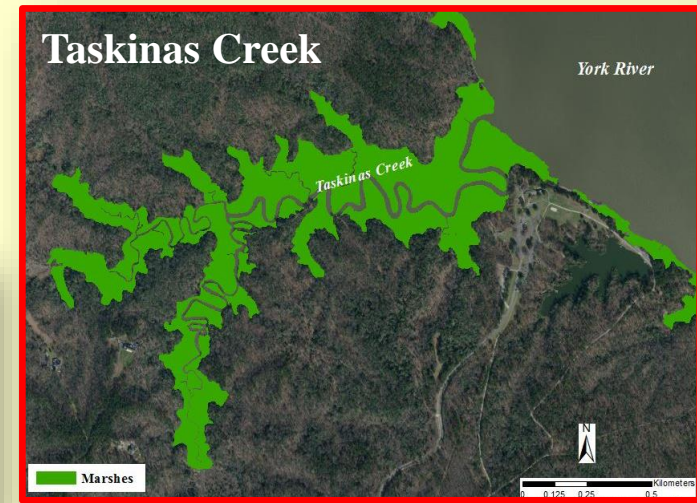 Taskinas Creek
York River
Taskinas Creek
N
Marshes
Kilometers
0 0.125 0.25 0.5